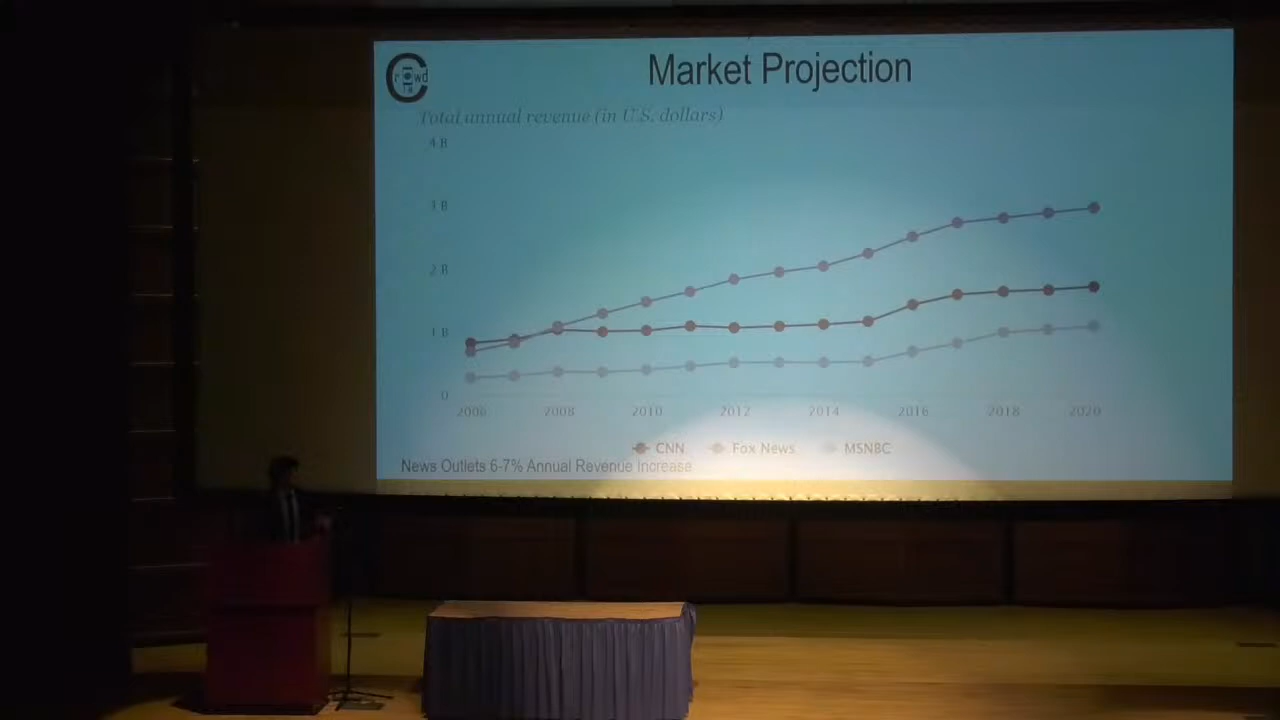 Crowd
Market Projection
Total annual revenue (in U.S. dollars)
4 B
3 B
2 B
1 B
0
2006 2008 2010 2012 2014 2016 2018 2020
CNN Fox News MSNBC
News Outlets 6-7% Annual Revenue Increase